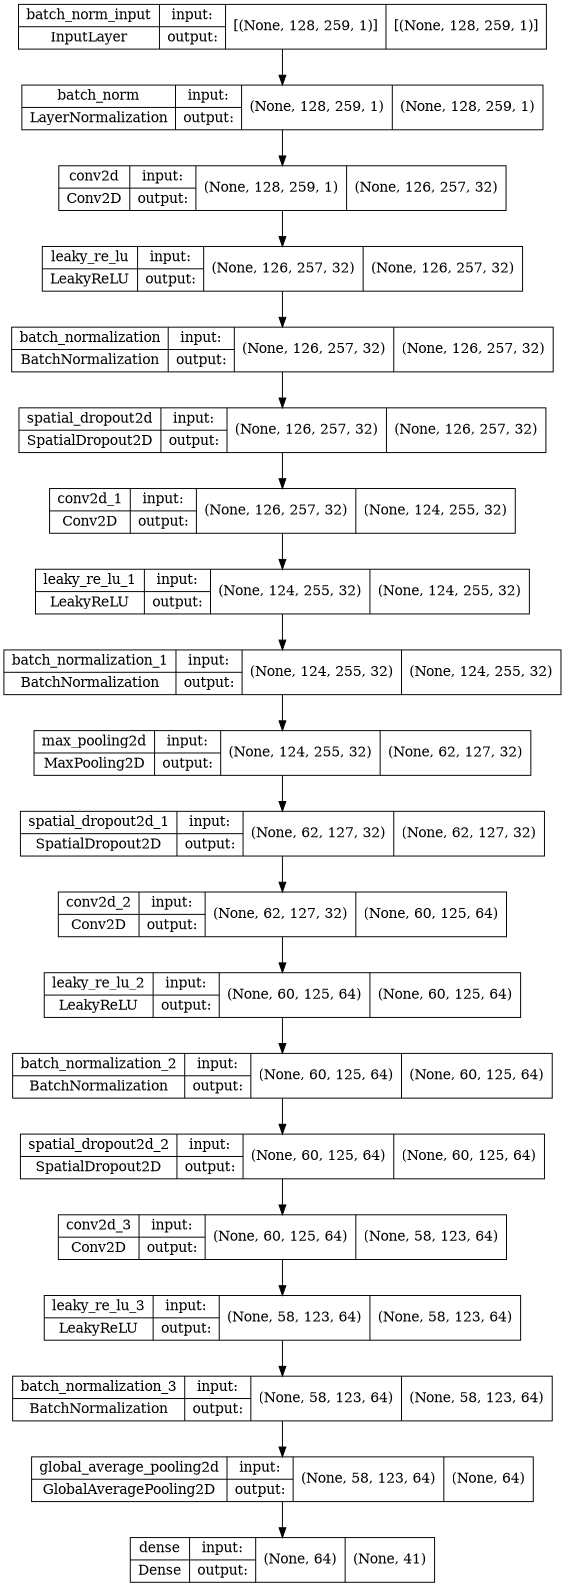 batch_norm_input input: [(None, 128, 259, 1)] [(None, 128, 259, 1)]
InputLayer output:
batch_norm input: (None, 128, 259, 1) (None, 128, 259, 1)
LayerNormalization output:
conv2d input: (None, 128, 259, 1) (None, 126, 257, 32)
Conv2D output:
leaky_re_lu input: (None, 126, 257, 32) (None, 126, 257, 32)
LeakyReLU output:
batch_normalization input: (None, 126, 257, 32) (None, 126, 257, 32)
BatchNormalization output:
spatial_dropout2d input: (None, 126, 257, 32) (None, 126, 257, 32)
SpatialDropout2D output:
conv2d_1 input: (None, 126, 257, 32) (None, 124, 255, 32)
Conv2D output:
leaky_re_lu_1 input: (None, 124, 255, 32) (None, 124, 255, 32)
LeakyReLU output:
batch_normalization_1 input: (None, 124, 255, 32) (None, 124, 255, 32)
BatchNormalization output:
max_pooling2d input: (None, 124, 255, 32) (None, 62, 127, 32)
MaxPooling2D output:
spatial_dropout2d_1 input: (None, 62, 127, 32) (None, 62, 127, 32)
SpatialDropout2D output:
conv2d_2 input: (None, 62, 127, 32) (None, 60, 125, 64)
Conv2D output:
leaky_re_lu_2 input: (None, 60, 125, 64) (None, 60, 125, 64)
LeakyReLU output:
batch_normalization_2 input: (None, 60, 125, 64) (None, 60, 125, 64)
BatchNormalization output:
spatial_dropout2d_2 input: (None, 60, 125, 64) (None, 60, 125, 64)
SpatialDropout2D output:
conv2d_3 input: (None, 60, 125, 64) (None, 58, 123, 64)
Conv2D output:
leaky_re_lu_3 input: (None, 58, 123, 64) (None, 58, 123, 64)
LeakyReLU output:
batch_normalization_3 input: (None, 58, 123, 64) (None, 58, 123, 64)
BatchNormalization output:
global_average_pooling2d input: (None, 58, 123, 64) (None, 64)
GlobalAveragePooling2D output:
dense input: (None, 64) (None, 41)
Dense output: